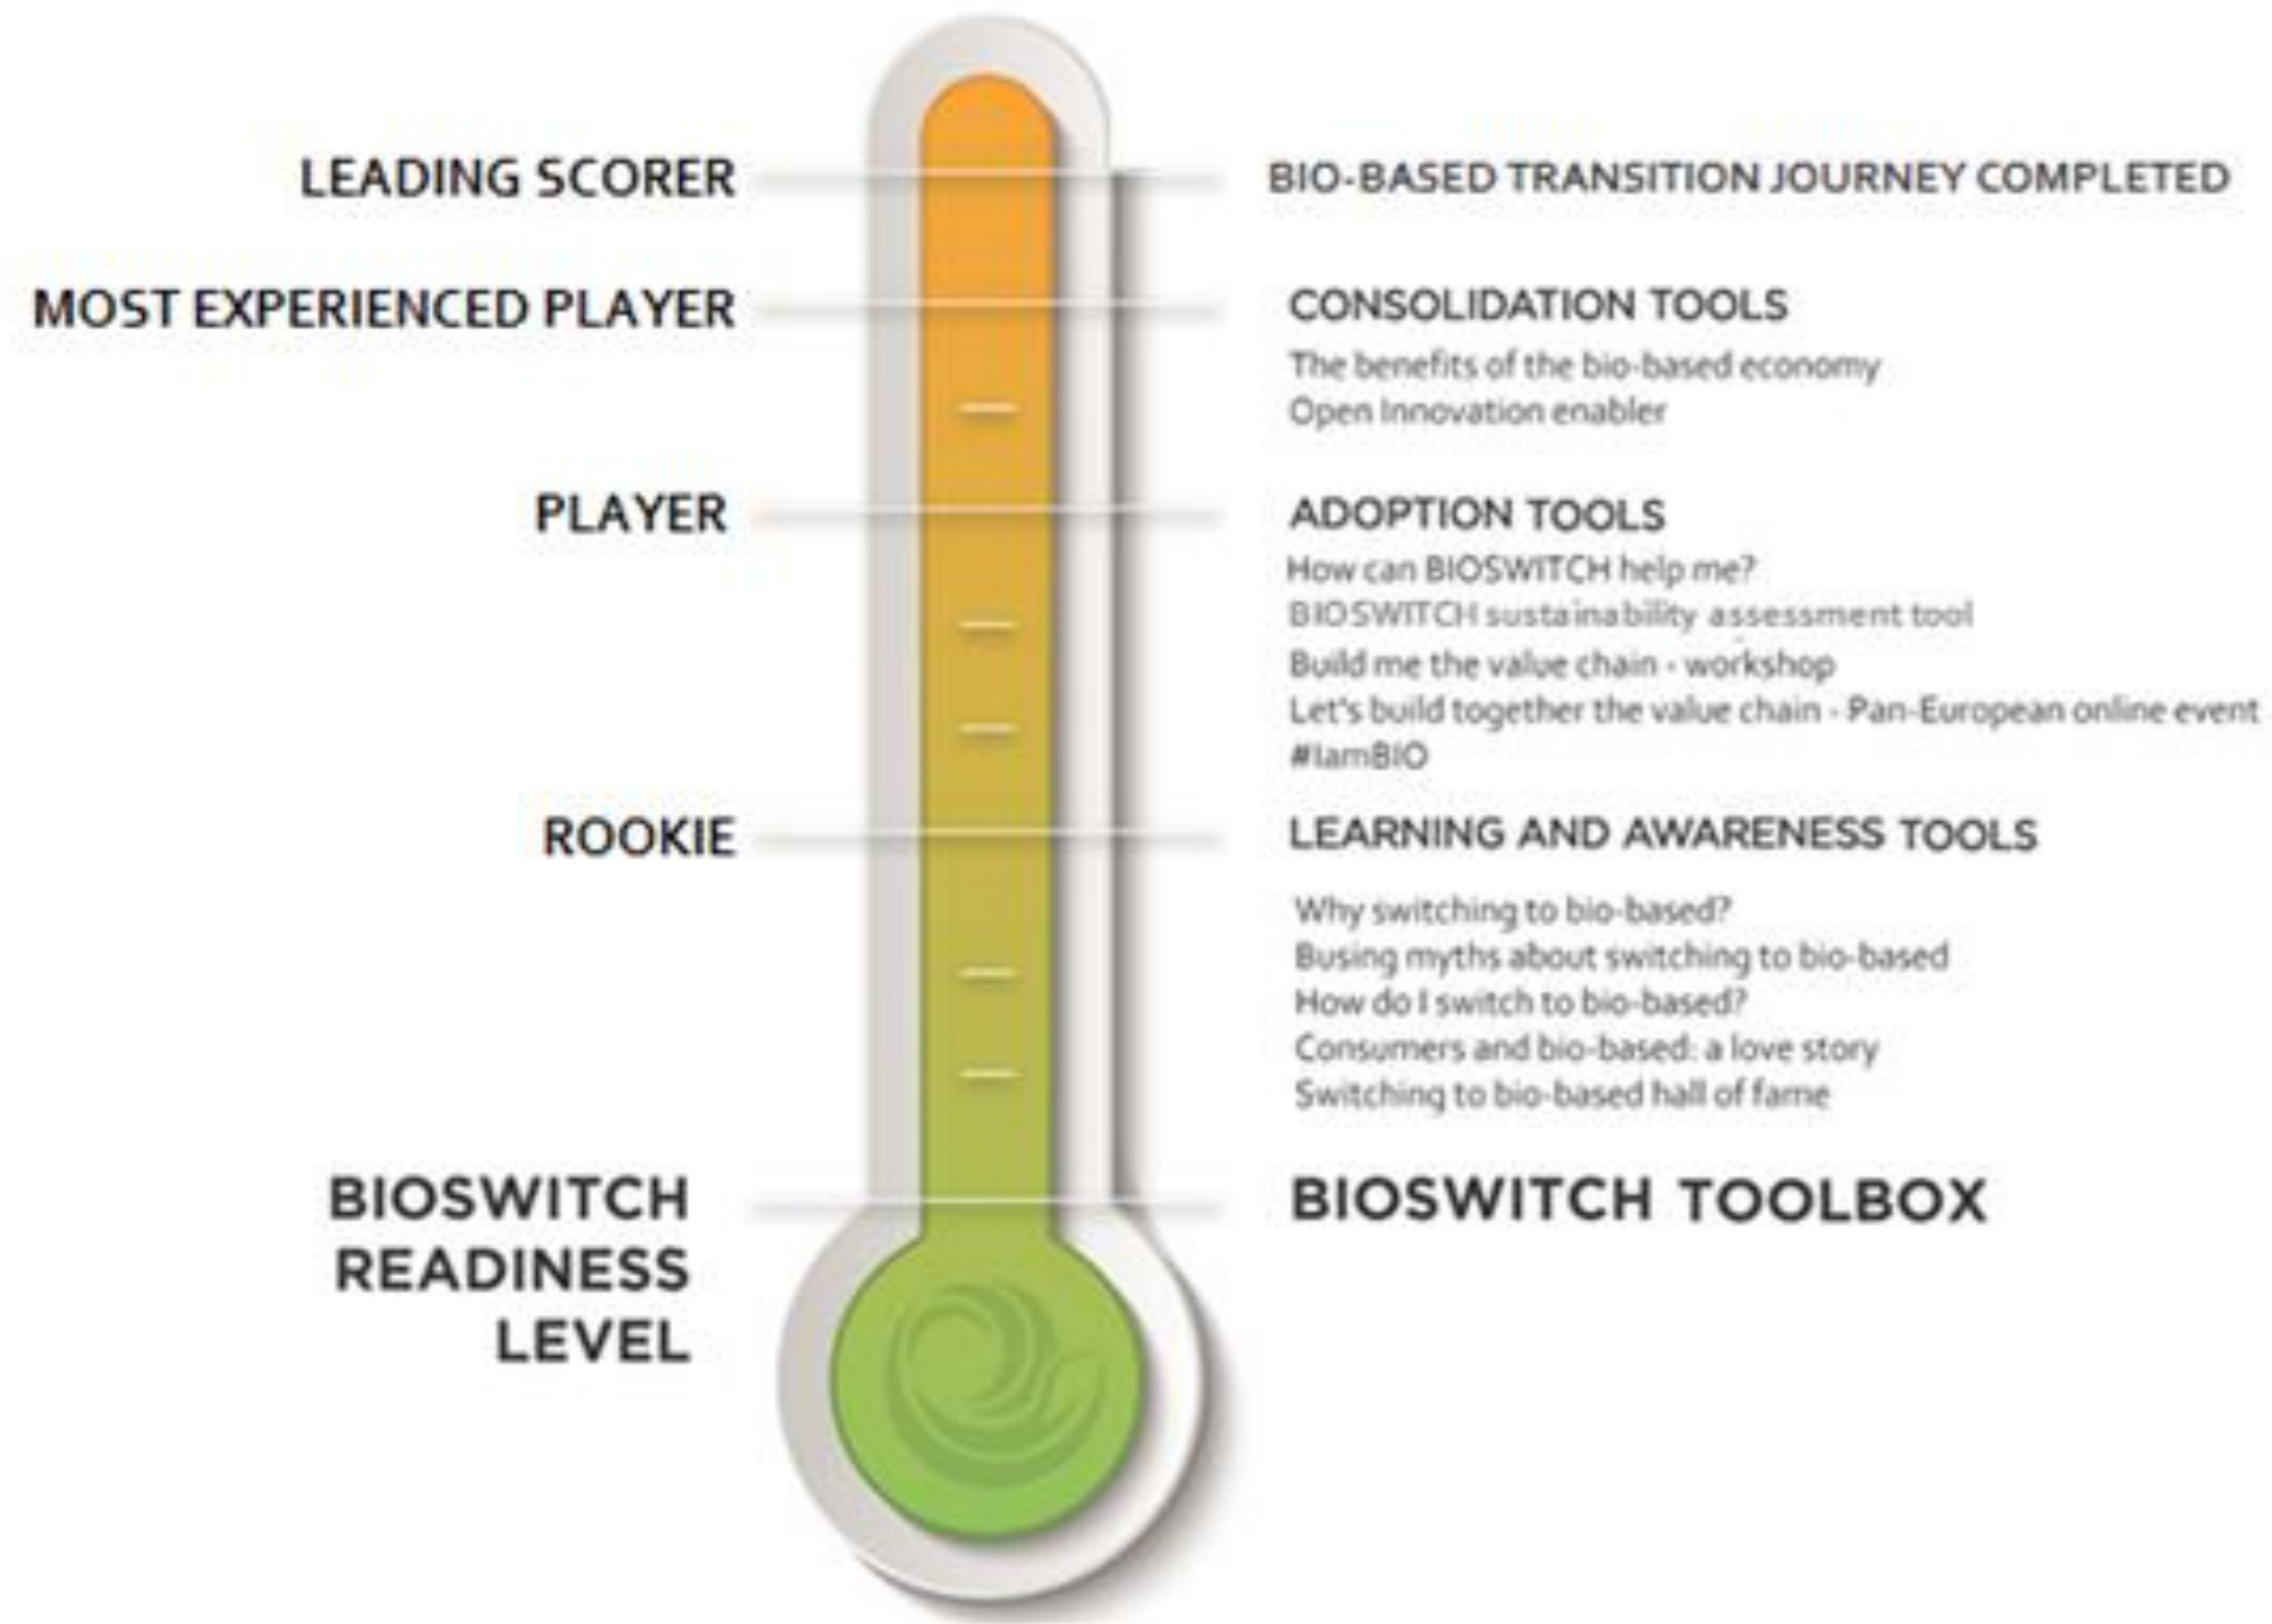 LEADING SCORER
BIO-BASED TRANSITION JOURNEY COMPLETED
MOST EXPERIENCED PLAYER
CONSOLIDATION TOOLS
The benefits of the bio-based economy
Open Innovation enabler
PLAYER
ADOPTION TOOLS
How can BIOSWITCH help me?
BIOSWITCH sustainability assessment tool
Build me the value chain - workshop
Let's build together the value chain - Pan-European online event
#IamBIO
ROOKIE
LEARNING AND AWARENESS TOOLS
Why switching to bio-based?
Busing myths about switching to bio-based
How do I switch to bio-based?
Consumers and bio-based: a love story
Switching to bio-based hall of fame
BIOSWITCH
READINESS
LEVEL
BIOSWITCH TOOLBOX